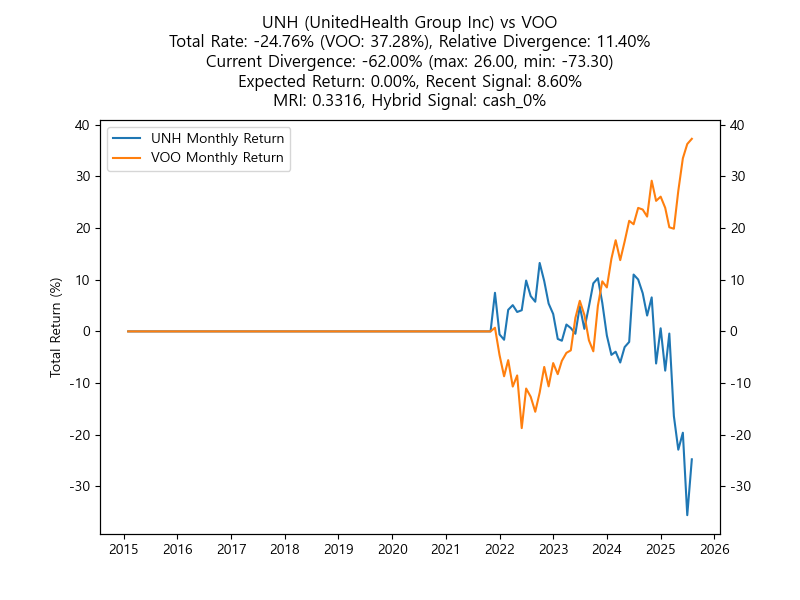 UNH (UnitedHealth Group Inc) vs VOO
Total Rate: -24.76% (VOO: 37.28%), Relative Divergence: 11.40%
Current Divergence: -62.00% (max: 26.00, min: -73.30)
Expected Return: 0.00%, Recent Signal: 8.60%
MRI: 0.3316, Hybrid Signal: cash_0%
UNH Monthly Return
VOO Monthly Return
Total Return (%)
40 40
30 30
20 20
10 10
0 0
-10 -10
-20 -20
-30 -30
2015 2016 2017 2018 2019 2020 2021 2022 2023 2024 2025 2026